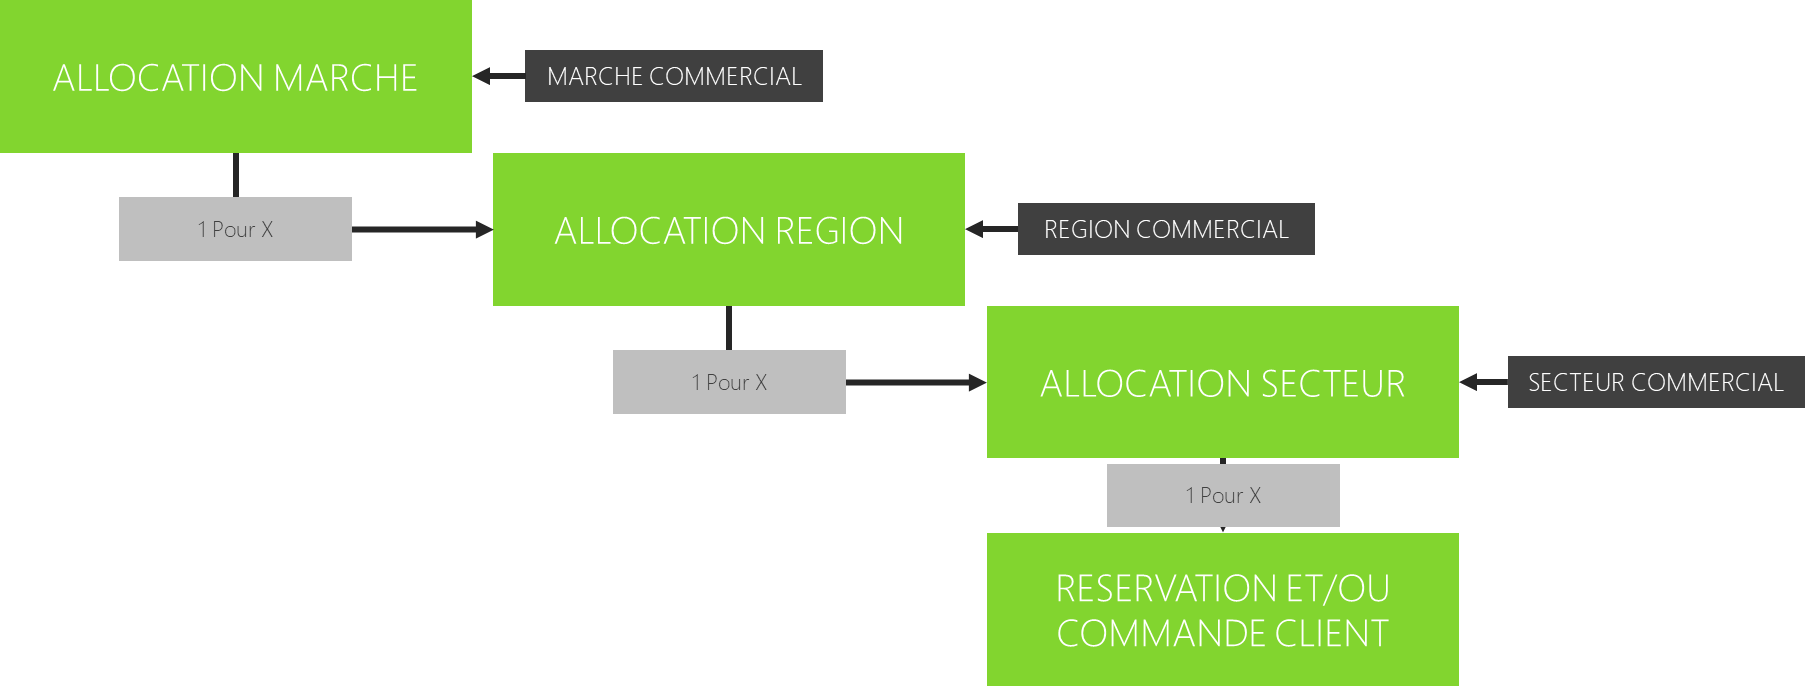 ALLOCATION MARCHE
MARCHE COMMERCIAL
1 Pour X
ALLOCATION REGION
REGION COMMERCIAL
1 Pour X
ALLOCATION SECTEUR
SECTEUR COMMERCIAL
1 Pour X
RESERVATION ET/OU
COMMANDE CLIENT